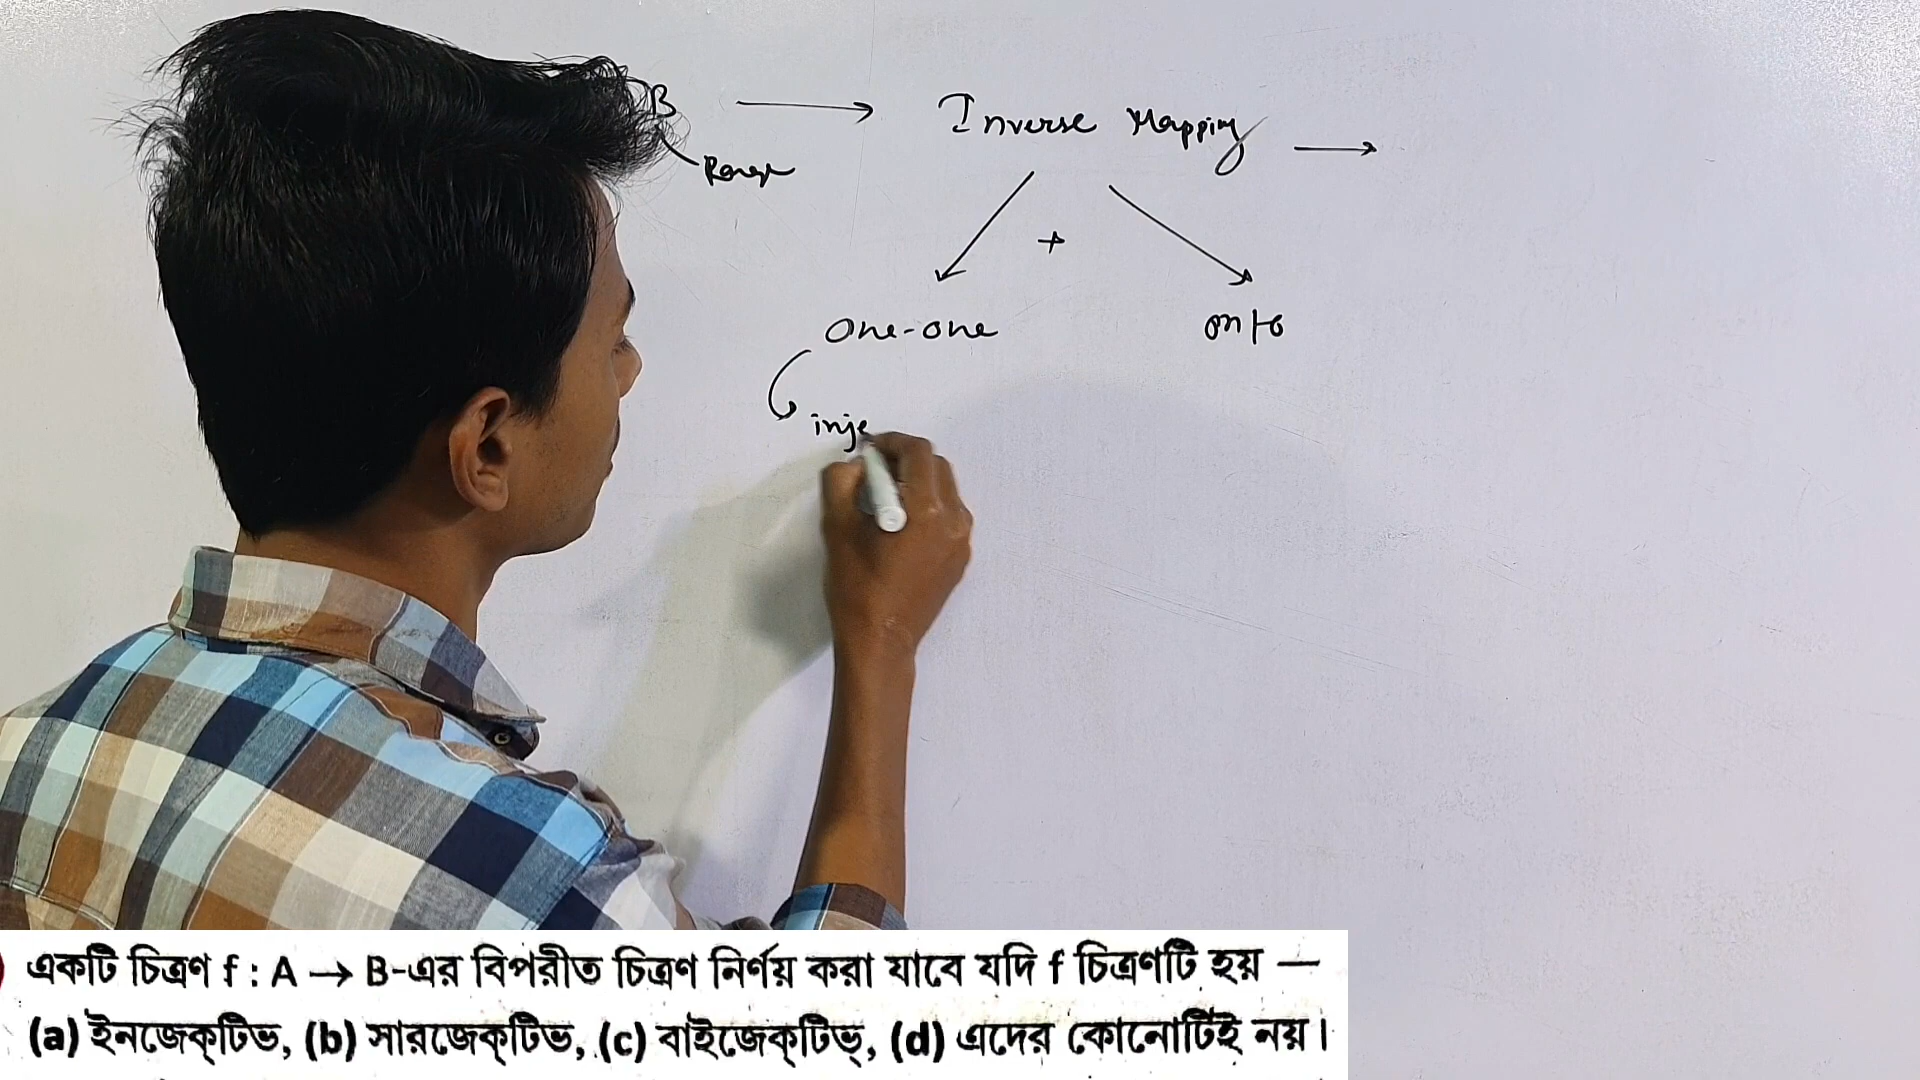 B → Inverse Mapping →
Range
+
One-one onto
inje
একটি চিত্রণ f : A → B-এর বিপরীত চিত্রণ নির্ণয় করা যাবে যদি f চিত্রণটি হয় —
(a) ইনজেক্‌টিভ, (b) সারজেক্‌টিভ, (c) বাইজেক্‌টিভ্, (d) এদের কোনোটিই নয়।